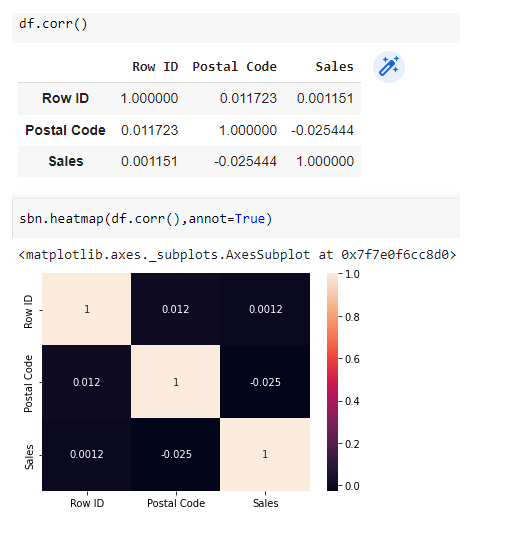 df.corr()
Row ID Postal Code Sales
Row ID 1.000000 0.011723 0.001151
Postal Code 0.011723 1.000000 -0.025444
Sales 0.001151 -0.025444 1.000000
sbn.heatmap(df.corr(),annot=True)
<matplotlib.axes._subplots.AxesSubplot at 0x7f7e0f6cc8d0>
1.0
Row ID 1 0.012 0.0012
0.8
0.6
Postal Code 0.012 1 -0.025
0.4
0.2
Sales 0.0012 -0.025 1
0.0
Row ID Postal Code Sales